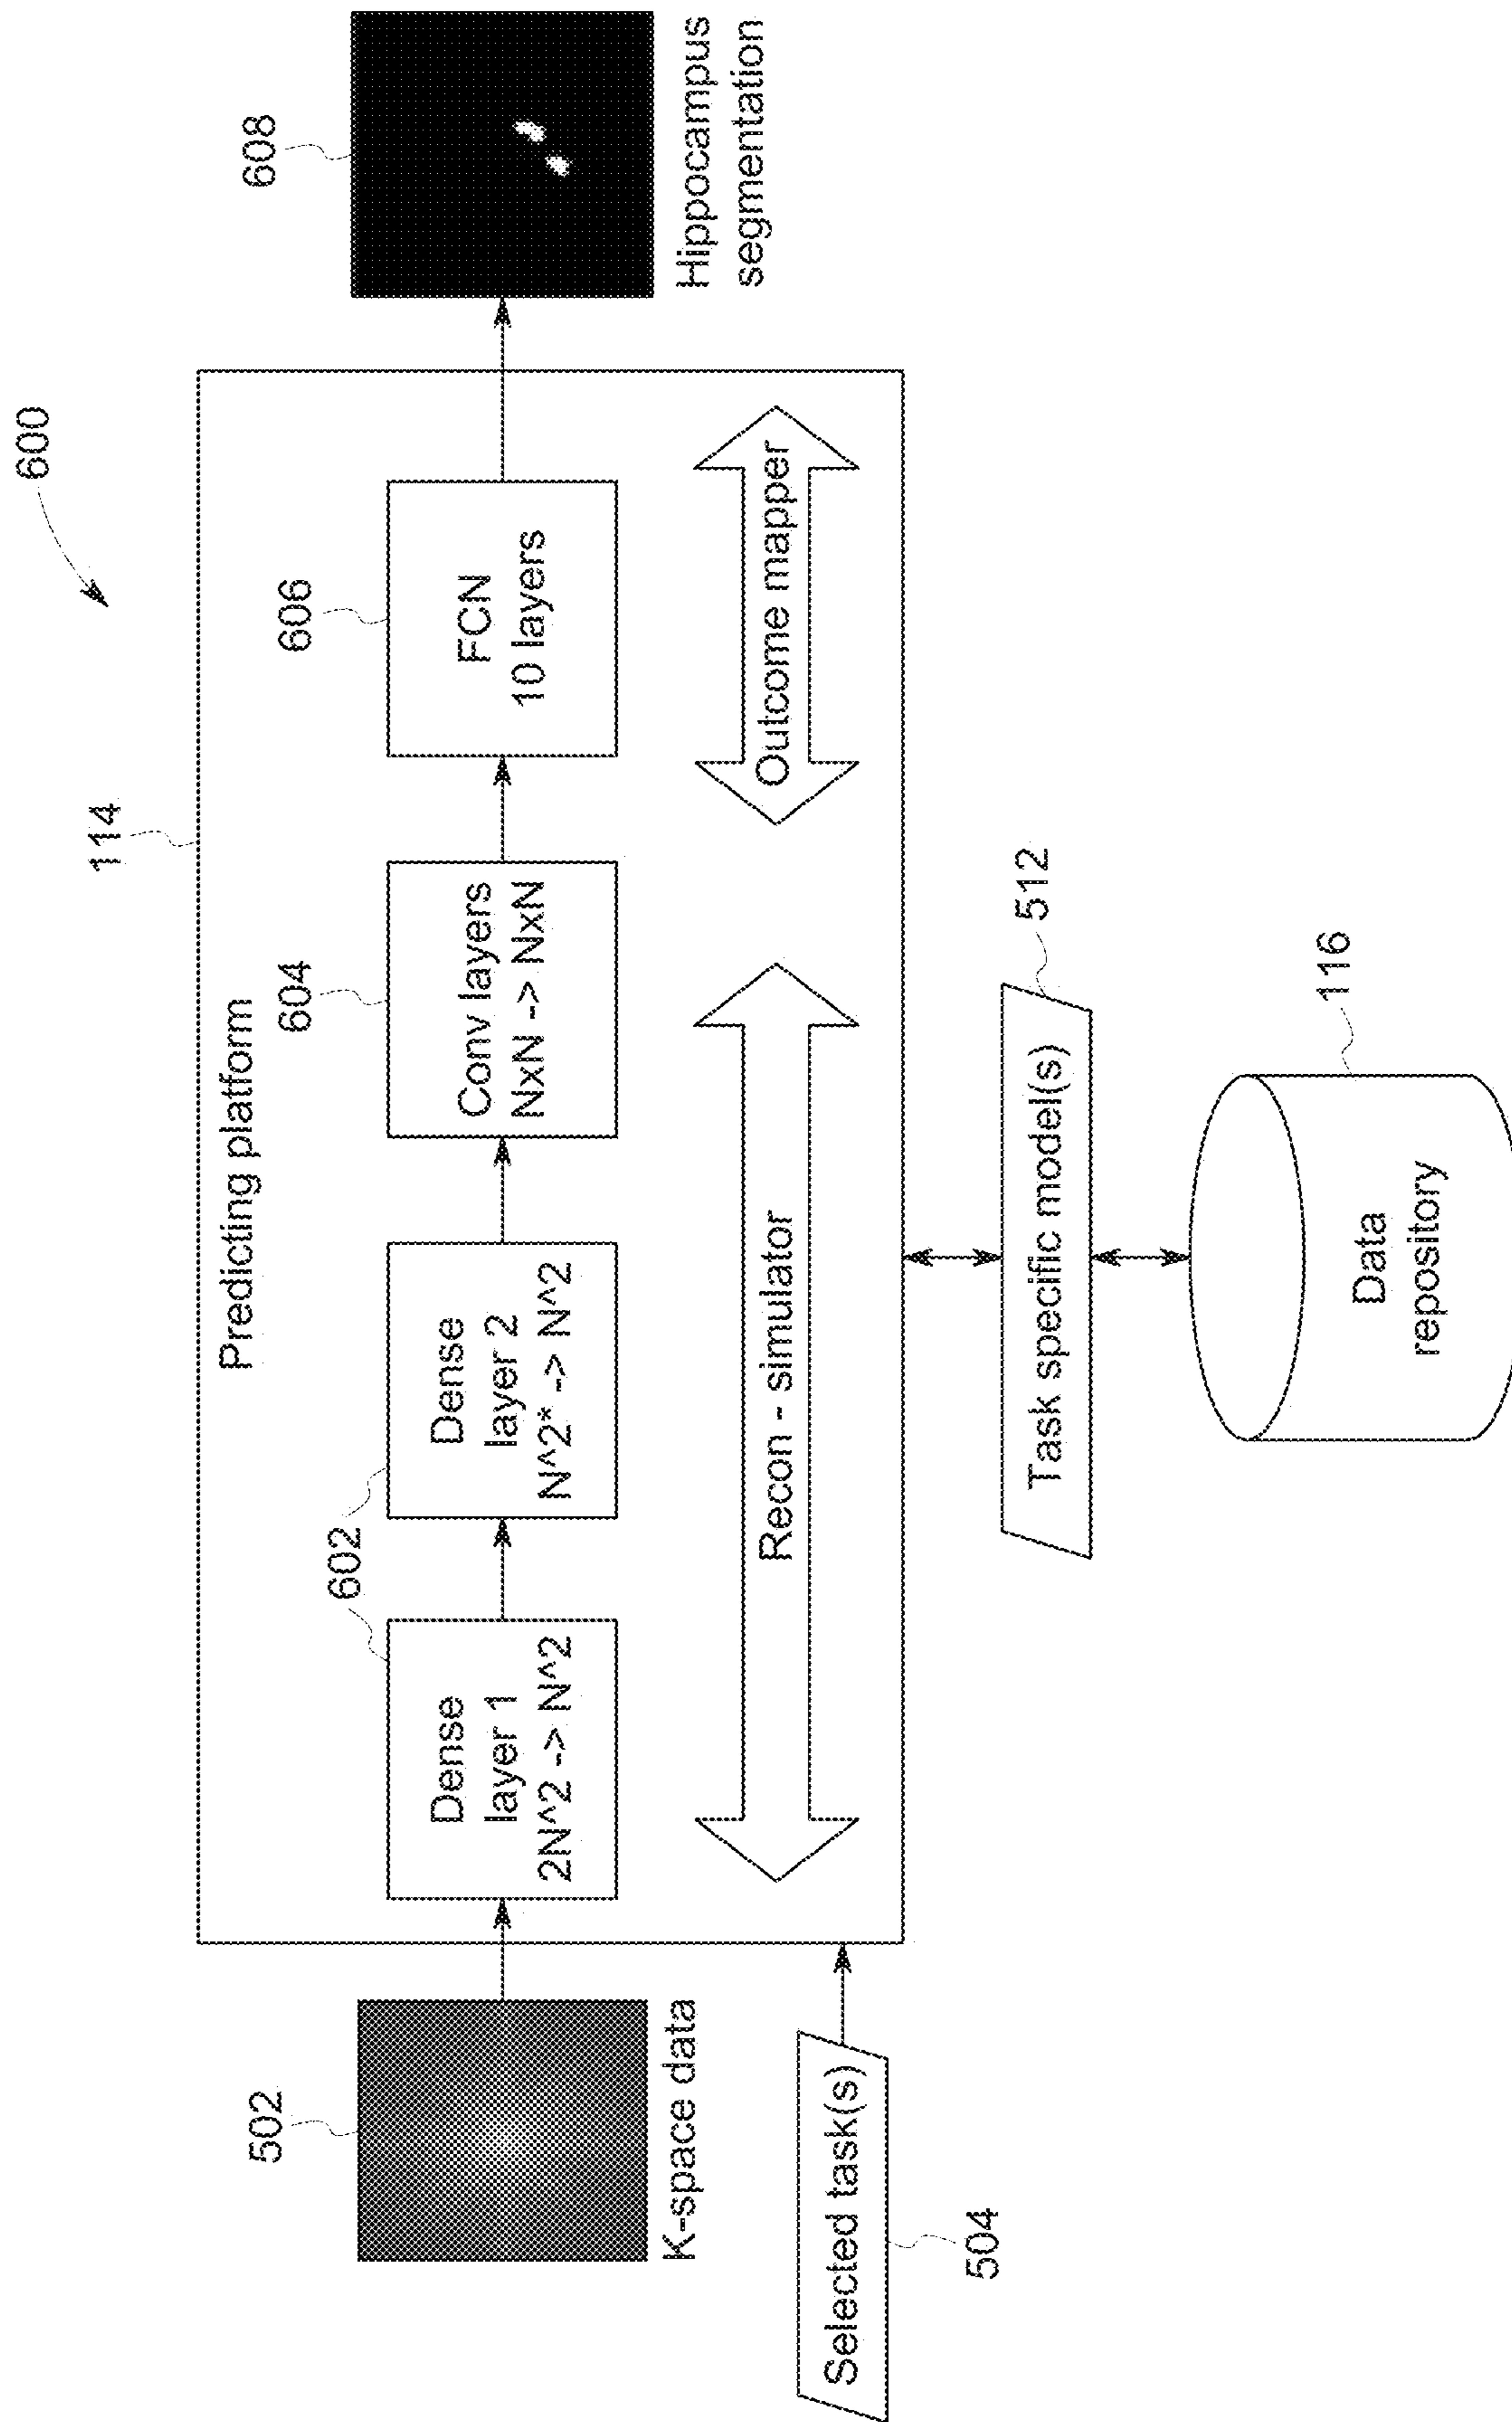 600
114
Predicting platform
502
K-space data
602
Dense
layer 1
2N^2 -> N^2
Dense
layer 2
N^2* -> N^2
604
Conv layers
NxN -> NxN
606
FCN
10 layers
608
Hippocampus
segmentation
Recon - simulator
Outcome mapper
Selected task(s)
504
Task specific model(s)
512
116
Data
repository